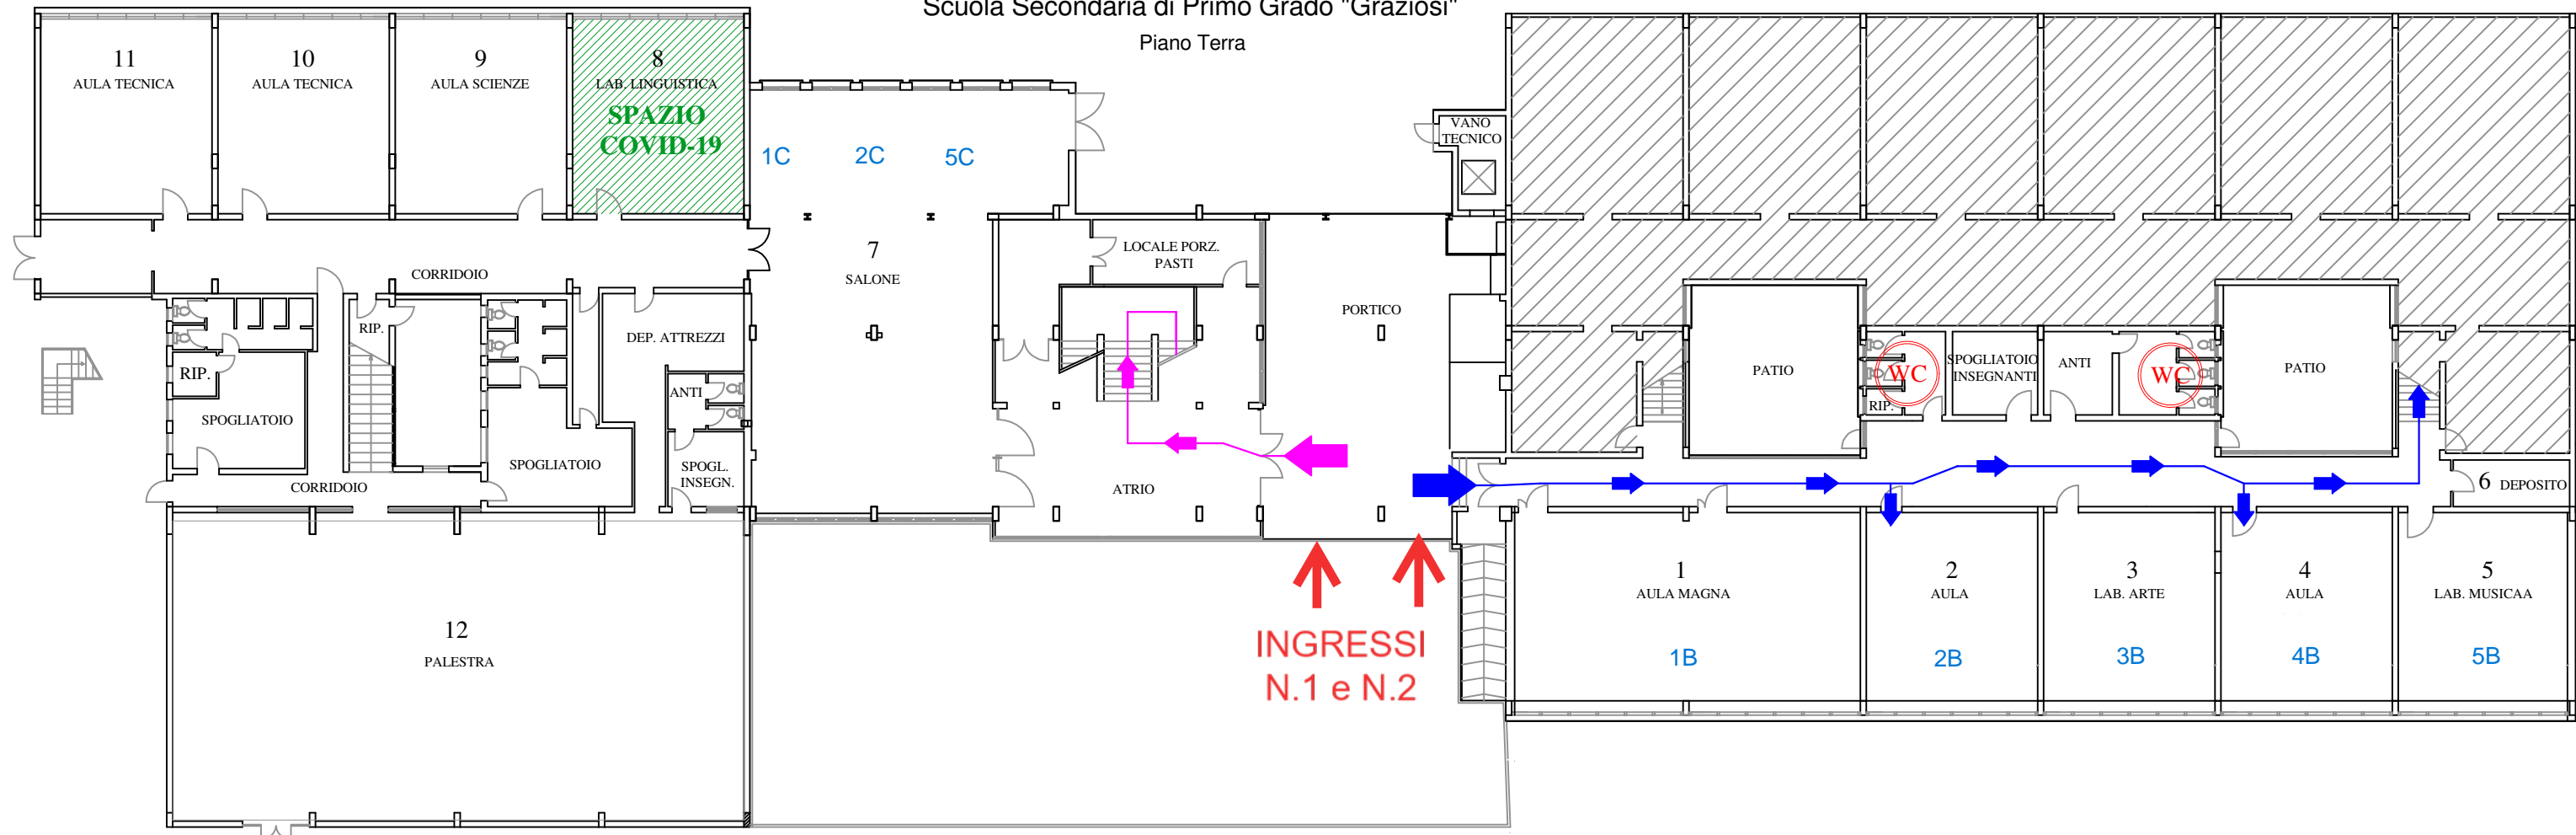 Scuola Secondaria di Primo Grado "Graziosi"
Piano Terra
11
AULA TECNICA
10
AULA TECNICA
9
AULA SCIENZE
8
LAB. LINGUISTICA
SPAZIO
COVID-19
1C
2C
5C
VANO
TECNICO
7
SALONE
LOCALE PORZ.
PASTI
CORRIDOIO
PORTICO
RIP.
DEP. ATTREZZI
RIP.
ANTI
SPOGLIATOIO
SPOGLIATOIO
SPOGL.
INSEGN.
CORRIDOIO
ATRIO
PATIO
WC
RIP.
SPOGLIATOIO
INSEGNANTI
ANTI
WC
PATIO
6 DEPOSITO
12
PALESTRA
INGRESSI
N.1 e N.2
1
AULA MAGNA
1B
2
AULA
2B
3
LAB. ARTE
3B
4
AULA
4B
5
LAB. MUSICAA
5B